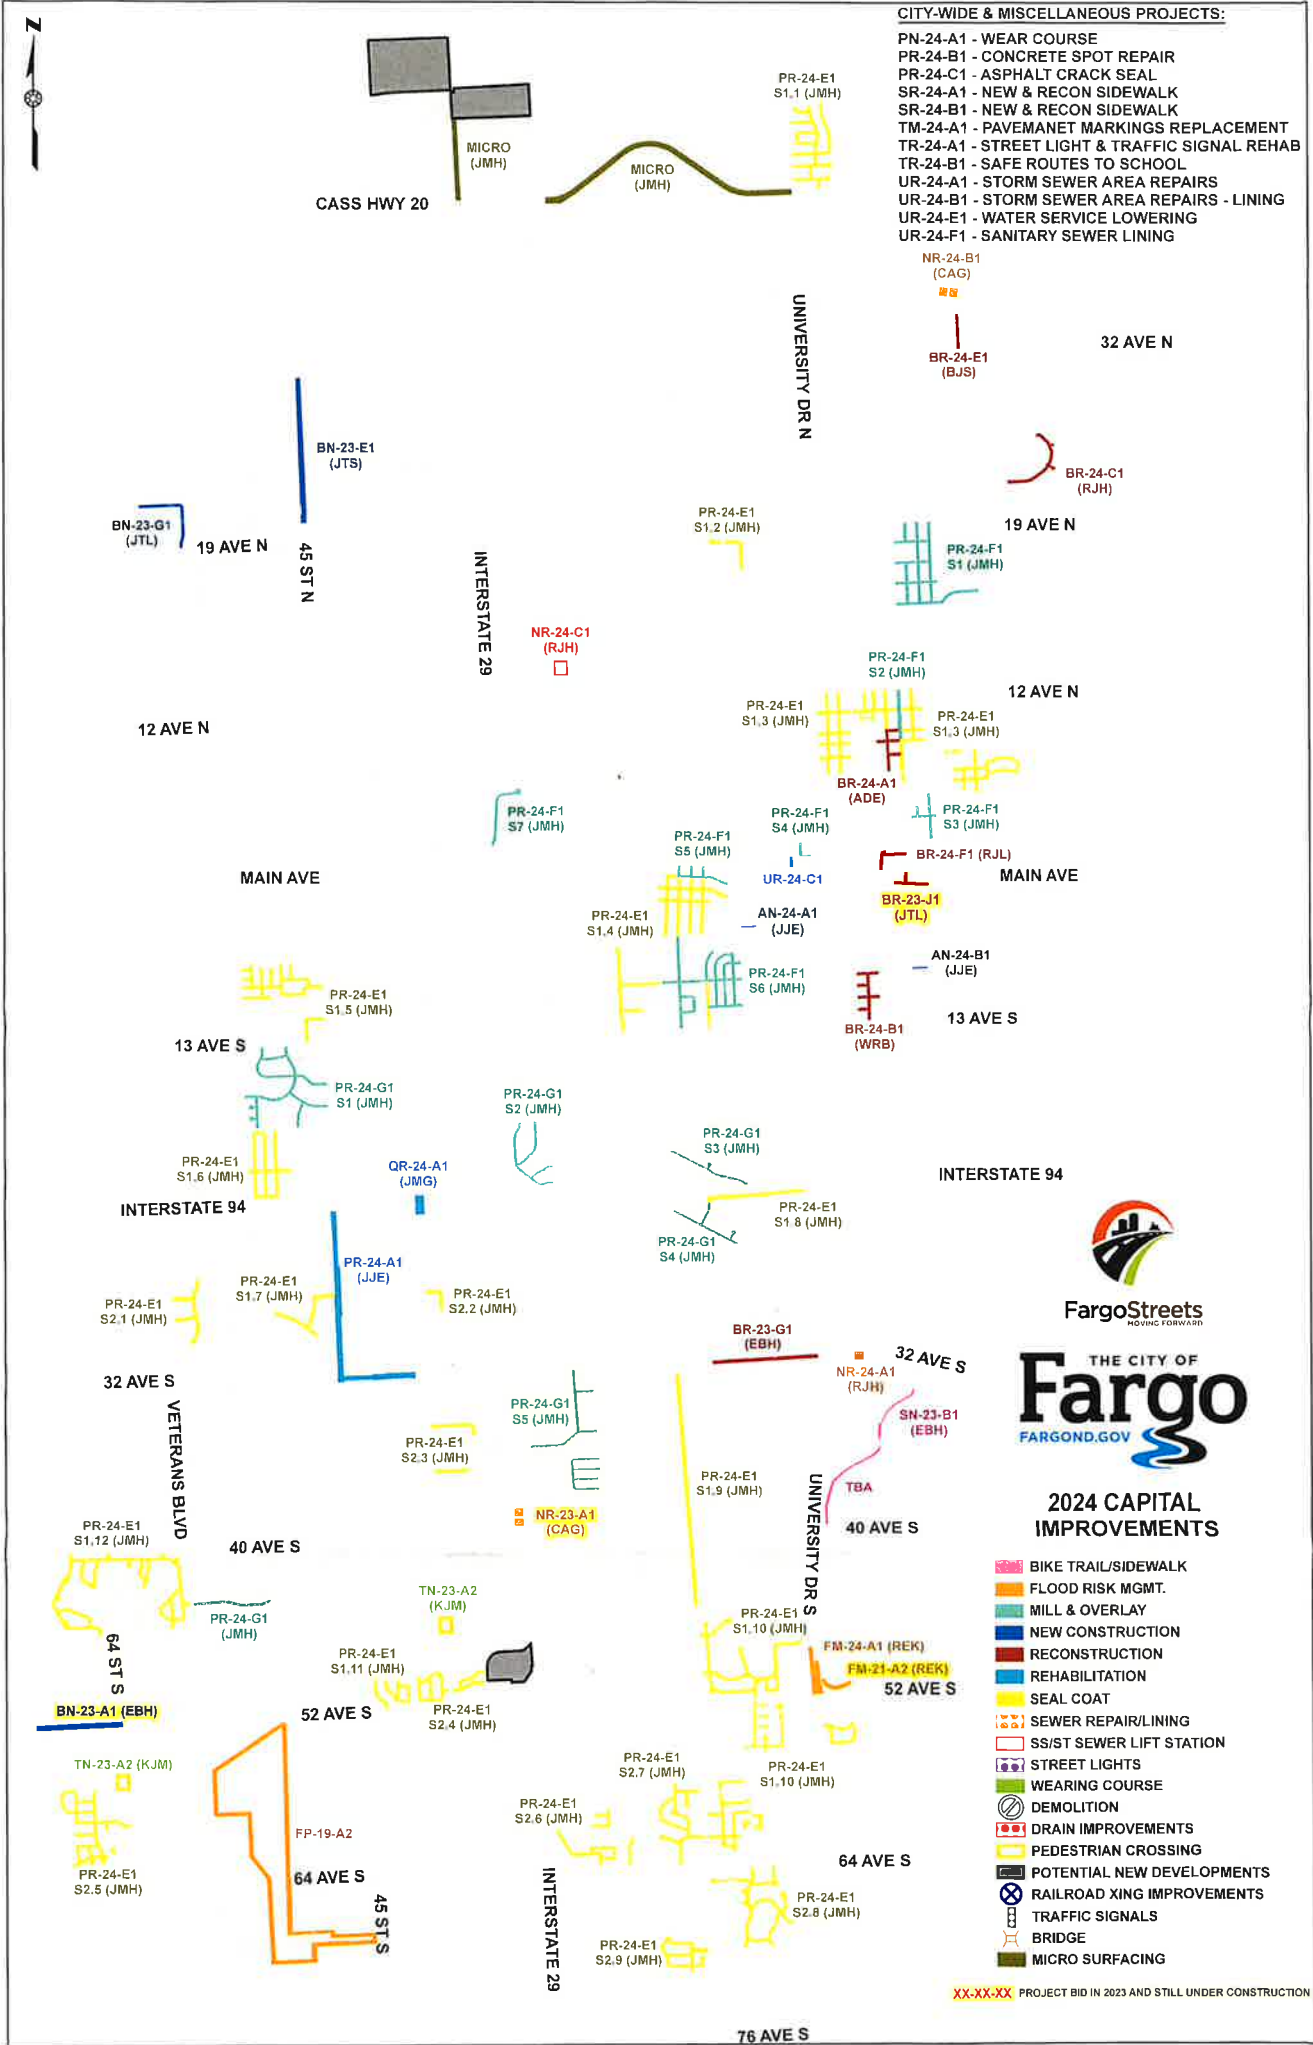 N
CITY-WIDE & MISCELLANEOUS PROJECTS:
PN-24-A1 - WEAR COURSE
PR-24-B1 - CONCRETE SPOT REPAIR
PR-24-C1 - ASPHALT CRACK SEAL
SR-24-A1 - NEW & RECON SIDEWALK
SR-24-B1 - NEW & RECON SIDEWALK
TM-24-A1 - PAVEMANET MARKINGS REPLACEMENT
TR-24-A1 - STREET LIGHT & TRAFFIC SIGNAL REHAB
TR-24-B1 - SAFE ROUTES TO SCHOOL
UR-24-A1 - STORM SEWER AREA REPAIRS
UR-24-B1 - STORM SEWER AREA REPAIRS - LINING
UR-24-E1 - WATER SERVICE LOWERING
UR-24-F1 - SANITARY SEWER LINING
PR-24-E1
S1.1 (JMH)
MICRO
(JMH)
MICRO
(JMH)
CASS HWY 20
NR-24-B1
(CAG)
UNIVERSITY DR N
32 AVE N
BR-24-E1
(BJS)
BN-23-E1
(JTS)
BR-24-C1
(RJH)
BN-23-G1
(JTL)
19 AVE N
45 ST N
INTERSTATE 29
PR-24-E1
S1.2 (JMH)
19 AVE N
PR-24-F1
S1 (JMH)
NR-24-C1
(RJH)
PR-24-F1
S2 (JMH)
12 AVE N
12 AVE N
PR-24-E1
S1.3 (JMH)
PR-24-E1
S1.3 (JMH)
BR-24-A1
(ADE)
PR-24-F1
S7 (JMH)
PR-24-F1
S4 (JMH)
PR-24-F1
S3 (JMH)
PR-24-F1
S5 (JMH)
BR-24-F1 (RJL)
MAIN AVE
UR-24-C1
MAIN AVE
BR-23-J1
(JTL)
PR-24-E1
S1.4 (JMH)
AN-24-A1
(JJE)
AN-24-B1
(JJE)
PR-24-F1
S6 (JMH)
PR-24-E1
S1.5 (JMH)
13 AVE S
BR-24-B1
(WRB)
13 AVE S
PR-24-G1
S1 (JMH)
PR-24-G1
S2 (JMH)
PR-24-G1
S3 (JMH)
PR-24-E1
S1.6 (JMH)
QR-24-A1
(JMG)
INTERSTATE 94
INTERSTATE 94
PR-24-E1
S1.8 (JMH)
PR-24-G1
S4 (JMH)
PR-24-A1
(JJE)
PR-24-E1
S1.7 (JMH)
PR-24-E1
S2.1 (JMH)
PR-24-E1
S2.2 (JMH)
FargoStreets
MOVING FORWARD
BR-23-G1
(EBH)
32 AVE S
NR-24-A1
(RJH)
32 AVE S
VETERANS BLVD
PR-24-G1
S5 (JMH)
SN-23-B1
(EBH)
THE CITY OF
Fargo
FARGOND.GOV
PR-24-E1
S2.3 (JMH)
PR-24-E1
S1.9 (JMH)
TBA
UNIVERSITY DR S
NR-23-A1
(CAG)
40 AVE S
2024 CAPITAL
IMPROVEMENTS
PR-24-E1
S1.12 (JMH)
40 AVE S
BIKE TRAIL/SIDEWALK
FLOOD RISK MGMT.
MILL & OVERLAY
NEW CONSTRUCTION
RECONSTRUCTION
REHABILITATION
SEAL COAT
SEWER REPAIR/LINING
SS/ST SEWER LIFT STATION
STREET LIGHTS
WEARING COURSE
DEMOLITION
DRAIN IMPROVEMENTS
PEDESTRIAN CROSSING
POTENTIAL NEW DEVELOPMENTS
RAILROAD XING IMPROVEMENTS
TRAFFIC SIGNALS
BRIDGE
MICRO SURFACING
XX-XX-XX PROJECT BID IN 2023 AND STILL UNDER CONSTRUCTION
TN-23-A2
(KJM)
PR-24-G1
(JMH)
64 ST S
PR-24-E1
S1.10 (JMH)
FM-24-A1 (REK)
FM-21-A2 (REK)
52 AVE S
PR-24-E1
S1.11 (JMH)
PR-24-E1
S2.4 (JMH)
BN-23-A1 (EBH)
52 AVE S
TN-23-A2 (KJM)
PR-24-E1
S2.7 (JMH)
PR-24-E1
S1.10 (JMH)
PR-24-E1
S2.6 (JMH)
FP-19-A2
PR-24-E1
S2.5 (JMH)
64 AVE S
64 AVE S
45 ST S
INTERSTATE 29
PR-24-E1
S2.8 (JMH)
PR-24-E1
S2.9 (JMH)
76 AVE S